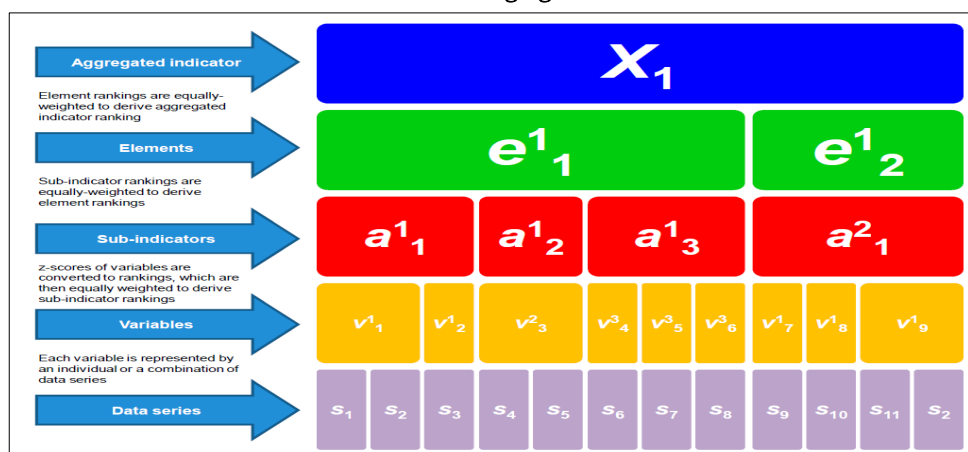 Aggregated indicator
X₁
Element rankings are equally-
weighted to derive aggregated
indicator ranking
Elements
e¹₁ e¹₂
Sub-indicator rankings are
equally-weighted to derive
element rankings
Sub-indicators
a¹₁ a¹₂ a¹₃ a²₁
z-scores of variables are
converted to rankings, which are
then equally weighted to derive
sub-indicator rankings
Variables
v¹₁ v¹₂ v²₃ v³₄ v³₅ v³₆ v¹₇ v¹₈ v¹₉
Each variable is represented by
an individual or a combination of
data series
Data series
s₁ s₂ s₃ s₄ s₅ s₆ s₇ s₈ s₉ s₁₀ s₁₁ s₂